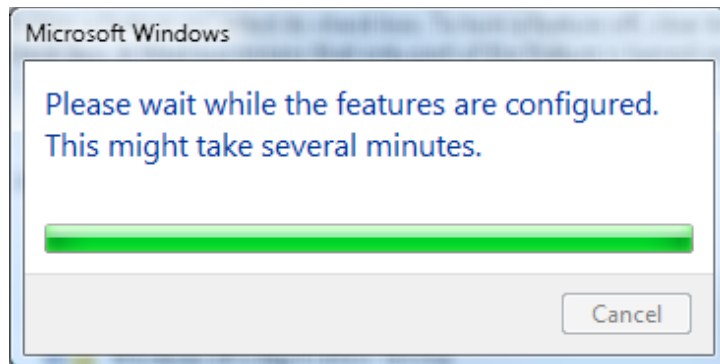 Microsoft Windows
Please wait while the features are configured.
This might take several minutes.
Cancel